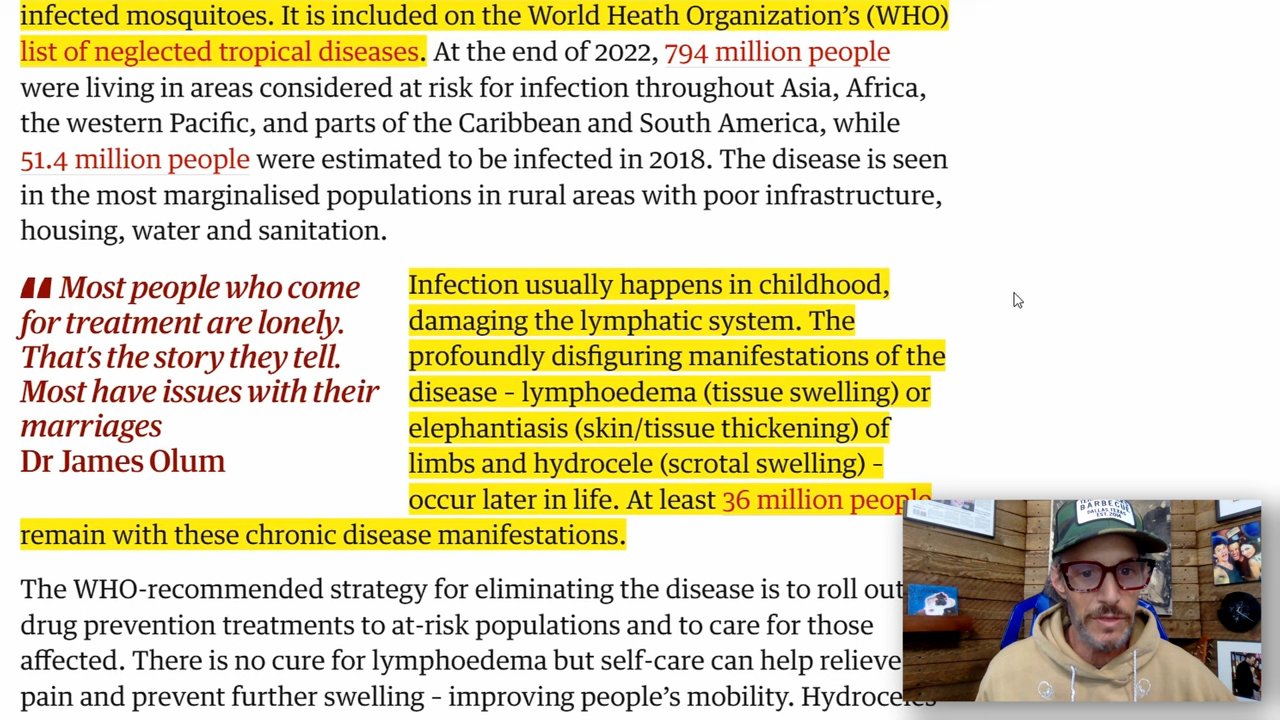 infected mosquitoes. It is included on the World Heath Organization’s (WHO)
list of neglected tropical diseases. At the end of 2022, 794 million people
were living in areas considered at risk for infection throughout Asia, Africa,
the western Pacific, and parts of the Caribbean and South America, while
51.4 million people were estimated to be infected in 2018. The disease is seen
in the most marginalised populations in rural areas with poor infrastructure,
housing, water and sanitation.
“ Most people who come
for treatment are lonely.
That’s the story they tell.
Most have issues with their
marriages
Dr James Olum
Infection usually happens in childhood,
damaging the lymphatic system. The
profoundly disfiguring manifestations of the
disease – lymphoedema (tissue swelling) or
elephantiasis (skin/tissue thickening) of
limbs and hydrocele (scrotal swelling) –
occur later in life. At least 36 million people
remain with these chronic disease manifestations.
The WHO-recommended strategy for eliminating the disease is to roll out
drug prevention treatments to at-risk populations and to care for those
affected. There is no cure for lymphoedema but self-care can help relieve
pain and prevent further swelling – improving people’s mobility. Hydroceles
BARBECUE
DALLAS, TEXAS